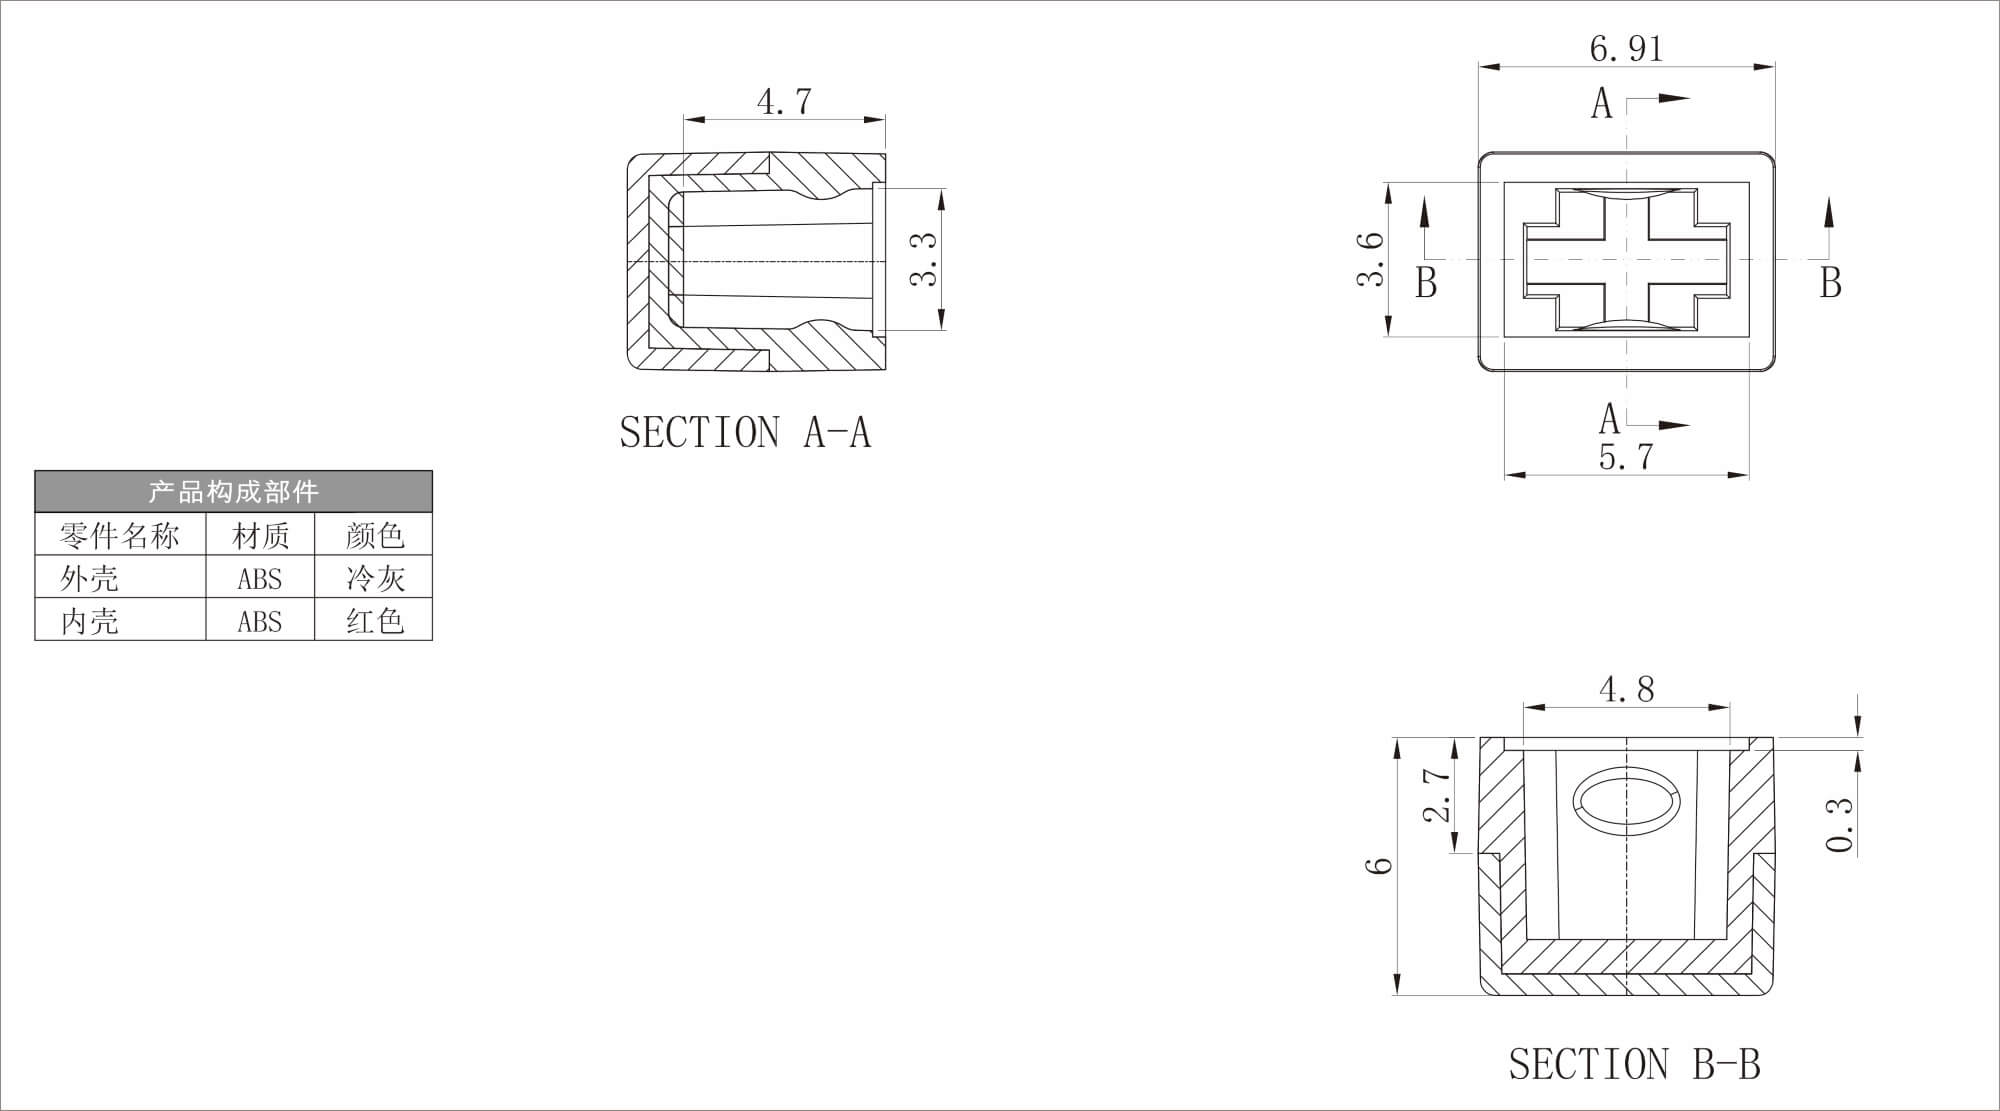 6.91
A
4.7
3.3
3.6
B
B
A
5.7
SECTION A-A
产品构成部件
零件名称 材质 颜色
外壳 ABS 冷灰
内壳 ABS 红色
4.8
2.7
6
0.3
SECTION B-B